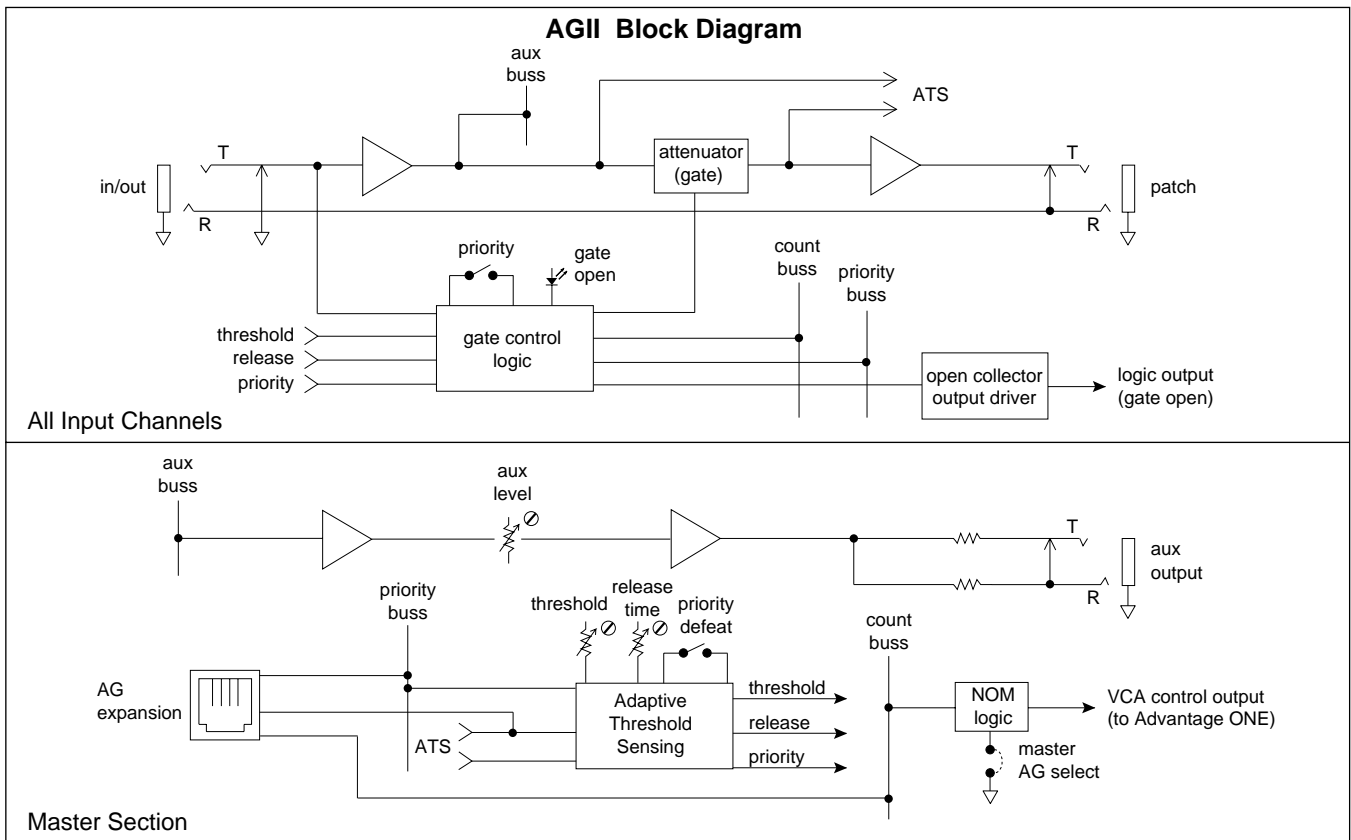 AGII Block Diagram
aux
buss
ATS
T
attenuator
(gate)
T
in/out
patch
R
R
priority
gate
open
count
buss
priority
buss
threshold
release
priority
gate control
logic
open collector
output driver
logic output
(gate open)
All Input Channels
aux
buss
aux
level
T
aux
output
R
priority
buss
threshold
release
time
priority
defeat
count
buss
AG
expansion
ATS
Adaptive
Threshold
Sensing
threshold
release
priority
NOM
logic
VCA control output
(to Advantage ONE)
master
AG select
Master Section